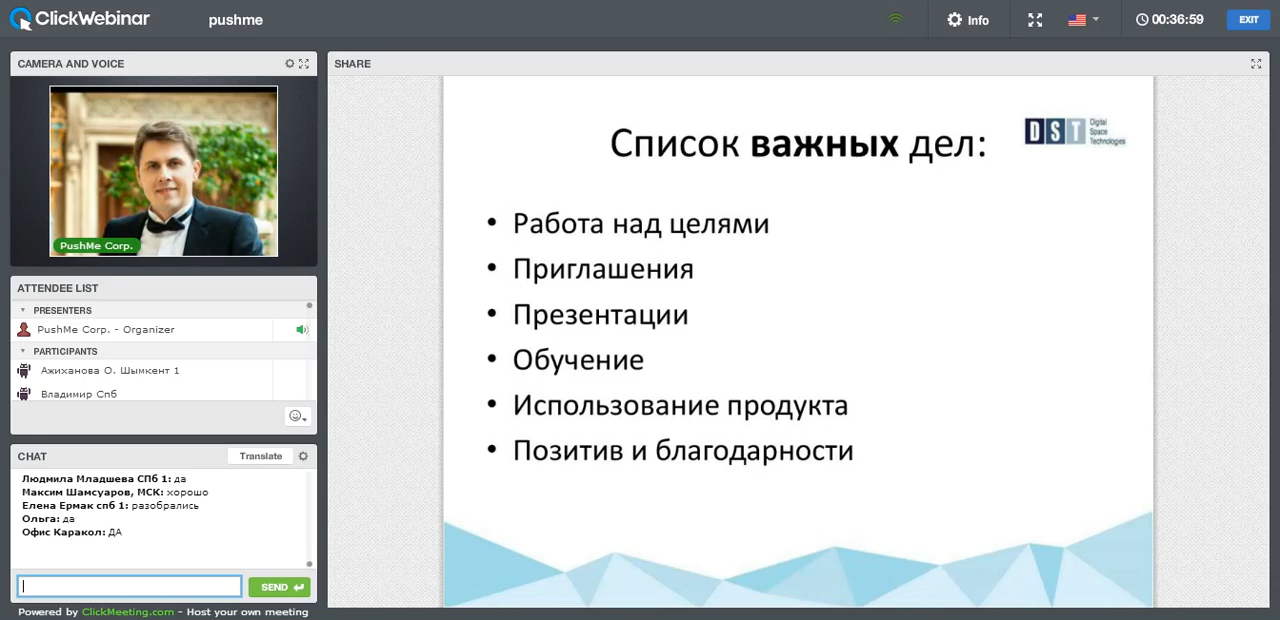 ClickWebinar
pushme
Info
00:36:59
EXIT
CAMERA AND VOICE
PushMe Corp.
ATTENDEE LIST
PRESENTERS
PushMe Corp. - Organizer
PARTICIPANTS
Ажиханова О. Шымкент 1
Владимир Спб
CHAT
Translate
Людмила Младшева СПб 1: да
Максим Шамсуаров, МСК: хорошо
Елена Ермак спб 1: разобрались
Ольга: да
Офис Каракол: ДА
SEND
Powered by ClickMeeting.com - Host your own meeting
SHARE
Список важных дел:
DST
Digital
Space
Technologies
• Работа над целями
• Приглашения
• Презентации
• Обучение
• Использование продукта
• Позитив и благодарности